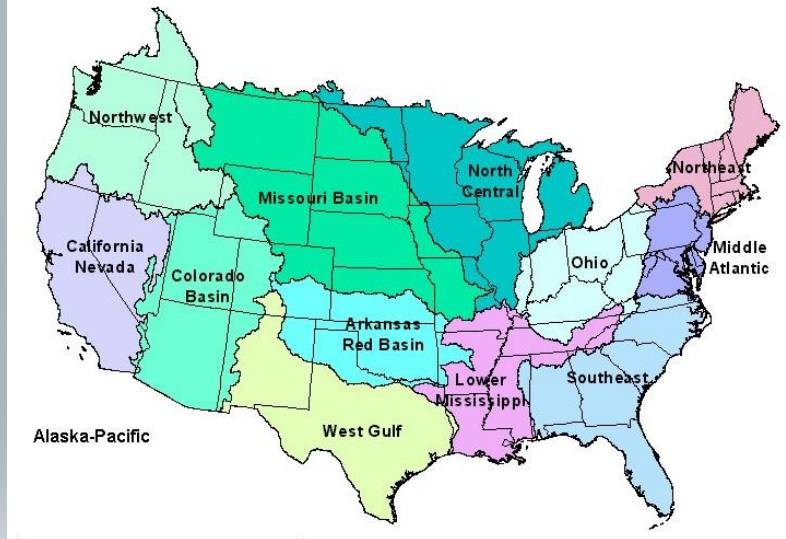 Northwest
Northeast
North
Central
Missouri Basin
California
Nevada
Middle
Atlantic
Ohio
Colorado
Basin
Arkansas
Red Basin
Lower
Mississippi
Southeast
West Gulf
Alaska-Pacific